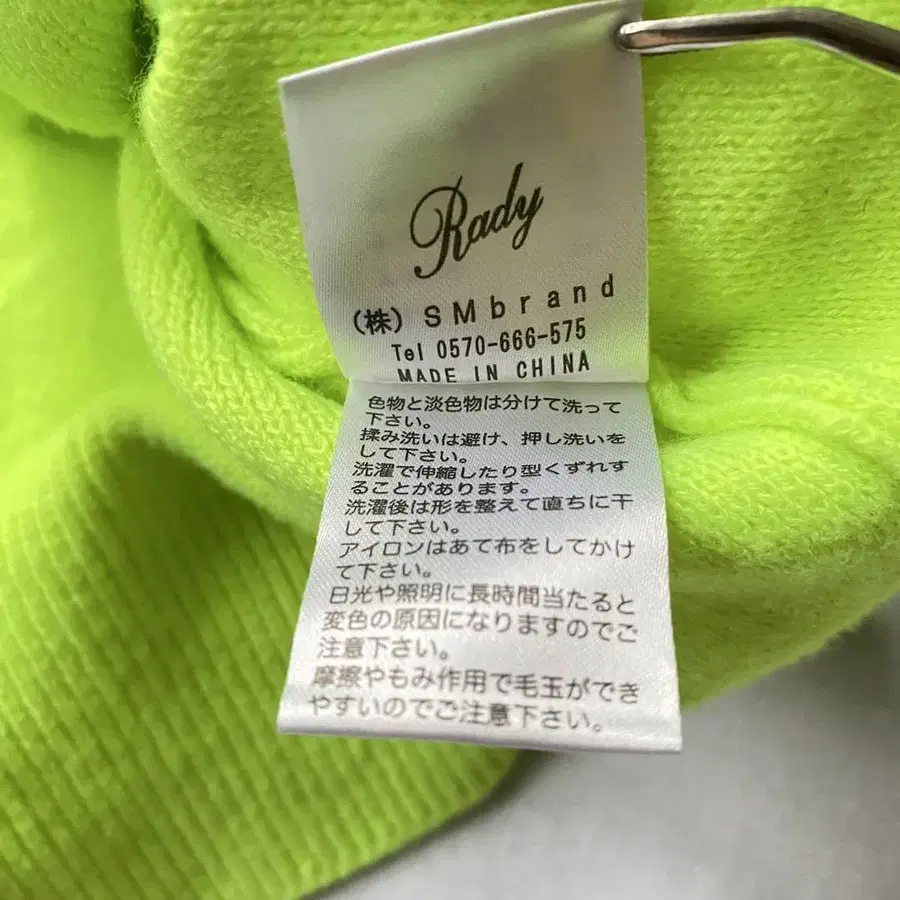 Rady
(株) SMbrand
Tel 0570-666-575
MADE IN CHINA
色物と淡色物は分けて洗って
下さい。
揉み洗いは避け、押し洗いを
して下さい。
洗濯で伸縮したり型くずれす
ることがあります。
洗濯後は形を整えて直ちに干
して下さい。
アイロンはあて布をしてかけ
て下さい。
日光や照明に長時間当たると
変色の原因になりますのでご
注意下さい。
摩擦やもみ作用で毛玉ができ
やすいのでご注意下さい。